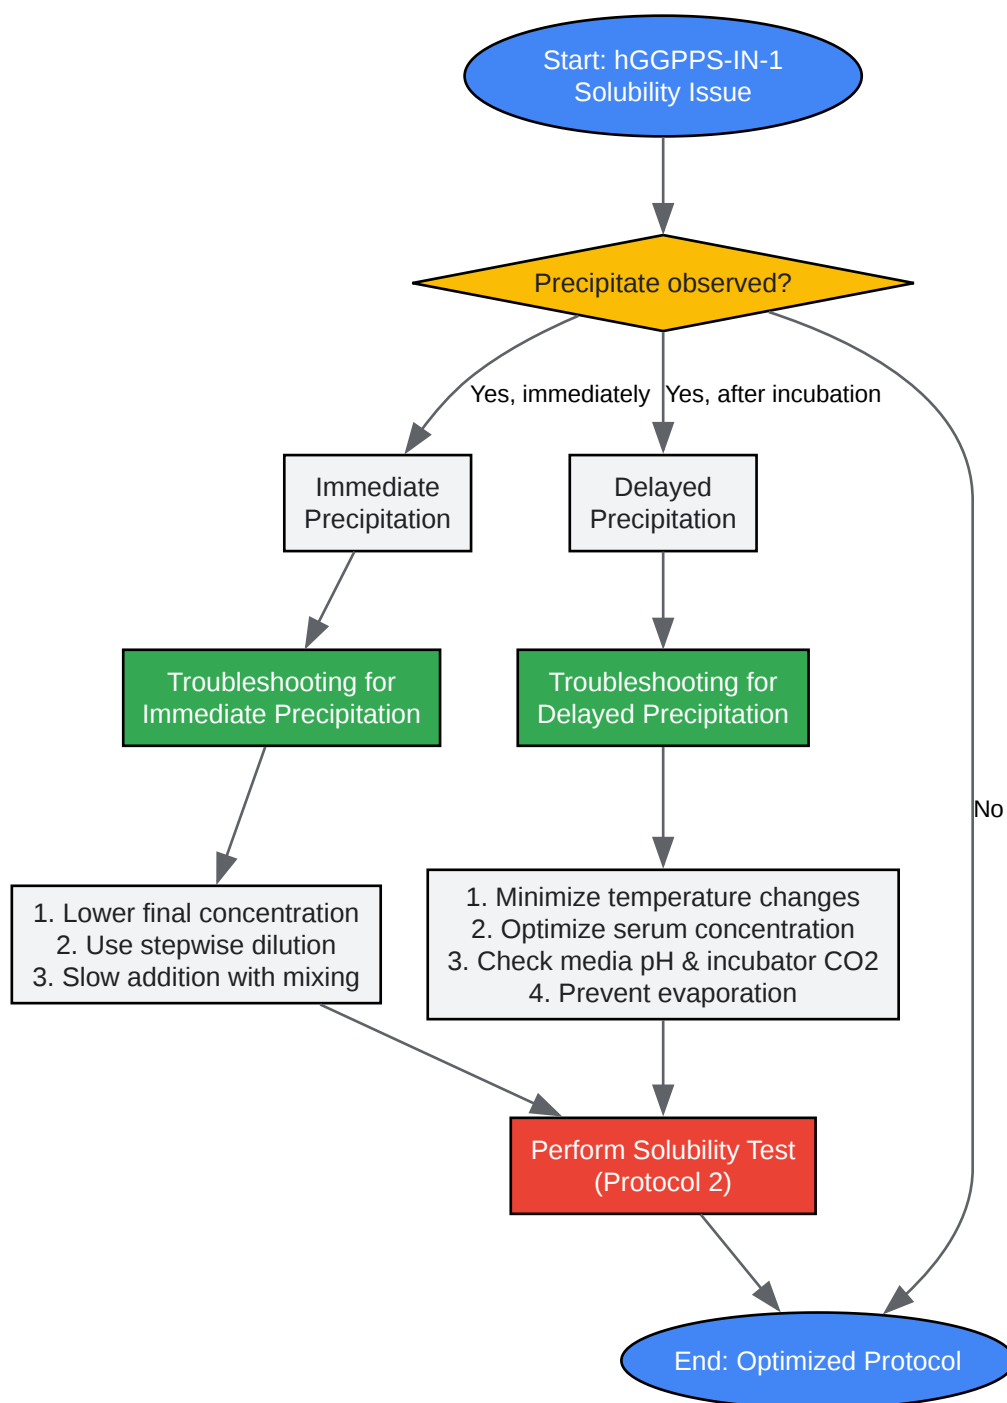 Start: hGGPPS-IN-1
Solubility Issue
Precipitate observed?
Yes, immediately
Yes, after incubation
Immediate
Precipitation
Delayed
Precipitation
Troubleshooting for
Immediate Precipitation
Troubleshooting for
Delayed Precipitation
No
1. Lower final concentration
2. Use stepwise dilution
3. Slow addition with mixing
1. Minimize temperature changes
2. Optimize serum concentration
3. Check media pH & incubator CO2
4. Prevent evaporation
Perform Solubility Test
(Protocol 2)
End: Optimized Protocol